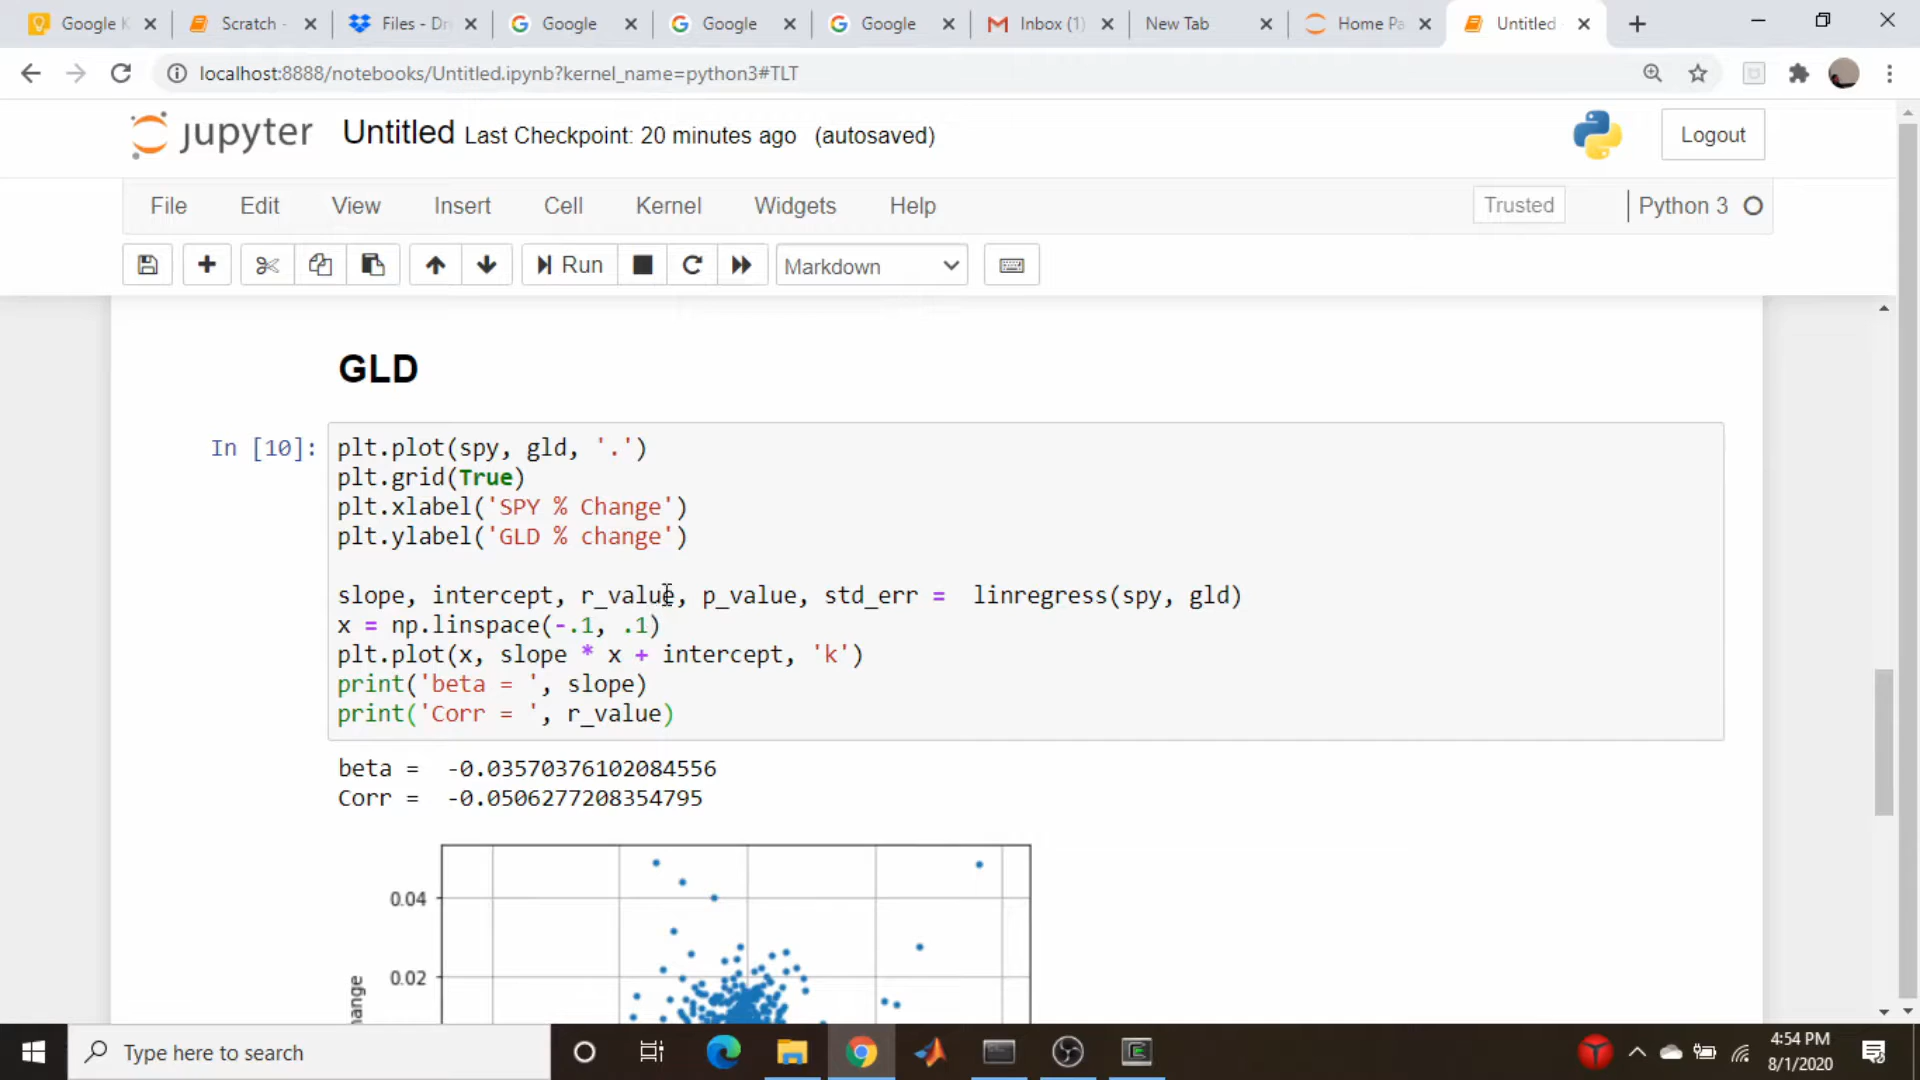 Google K
Scratch -
Files - Dr
Google
Google
Google
Inbox (1)
New Tab
Home Pa
Untitled
localhost:8888/notebooks/Untitled.ipynb?kernel_name=python3#TLT
jupyter Untitled Last Checkpoint: 20 minutes ago (autosaved)
Logout
File Edit View Insert Cell Kernel Widgets Help
Trusted
Python 3
Run
Markdown
GLD
In [10]:
plt.plot(spy, gld, '.')
plt.grid(True)
plt.xlabel('SPY % Change')
plt.ylabel('GLD % change')
slope, intercept, r_value, p_value, std_err =  linregress(spy, gld)
x = np.linspace(-.1, .1)
plt.plot(x, slope * x + intercept, 'k')
print('beta = ', slope)
print('Corr = ', r_value)
beta =  -0.03570376102084556
Corr =  -0.0506277208354795
0.04
0.02
hange
Type here to search
4:54 PM
8/1/2020